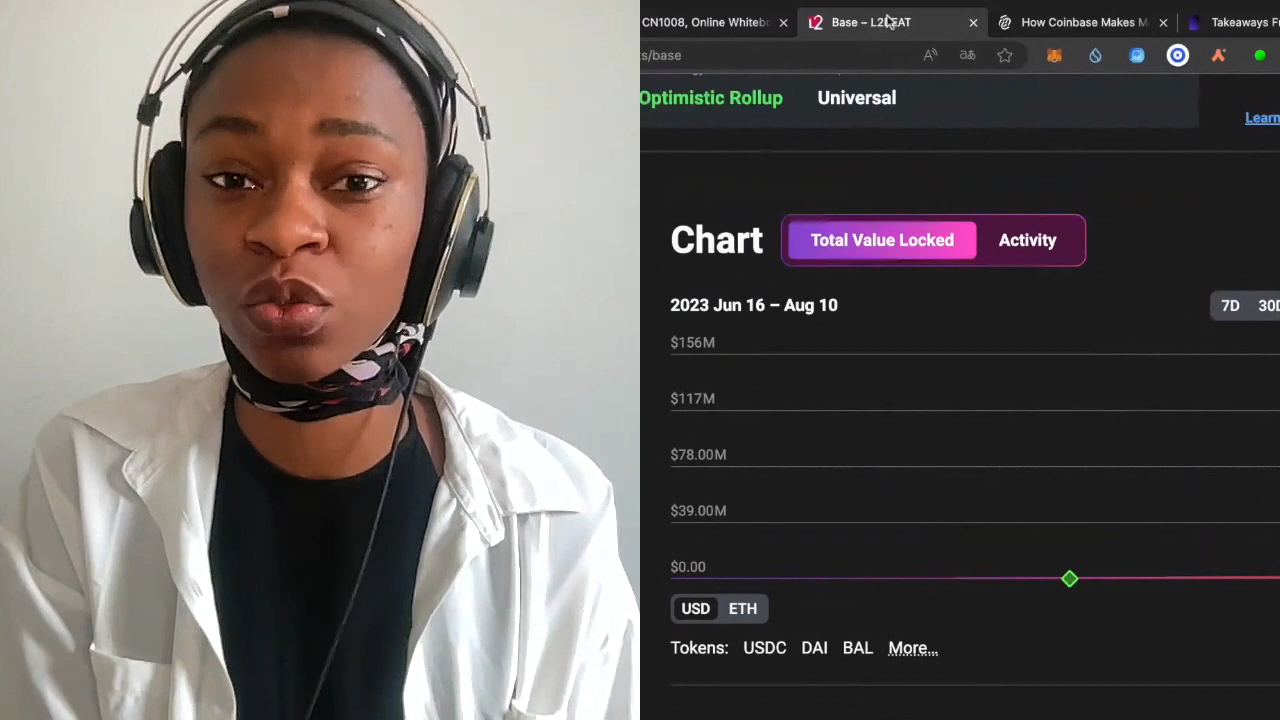 CN1008, Online Whitebo
Base – L2BEAT
How Coinbase Makes M
Takeaways F
s/base
Optimistic Rollup
Universal
Learn
Chart
Total Value Locked
Activity
2023 Jun 16 – Aug 10
7D
30D
$156M
$117M
$78.00M
$39.00M
$0.00
USD
ETH
Tokens: USDC DAI BAL More...